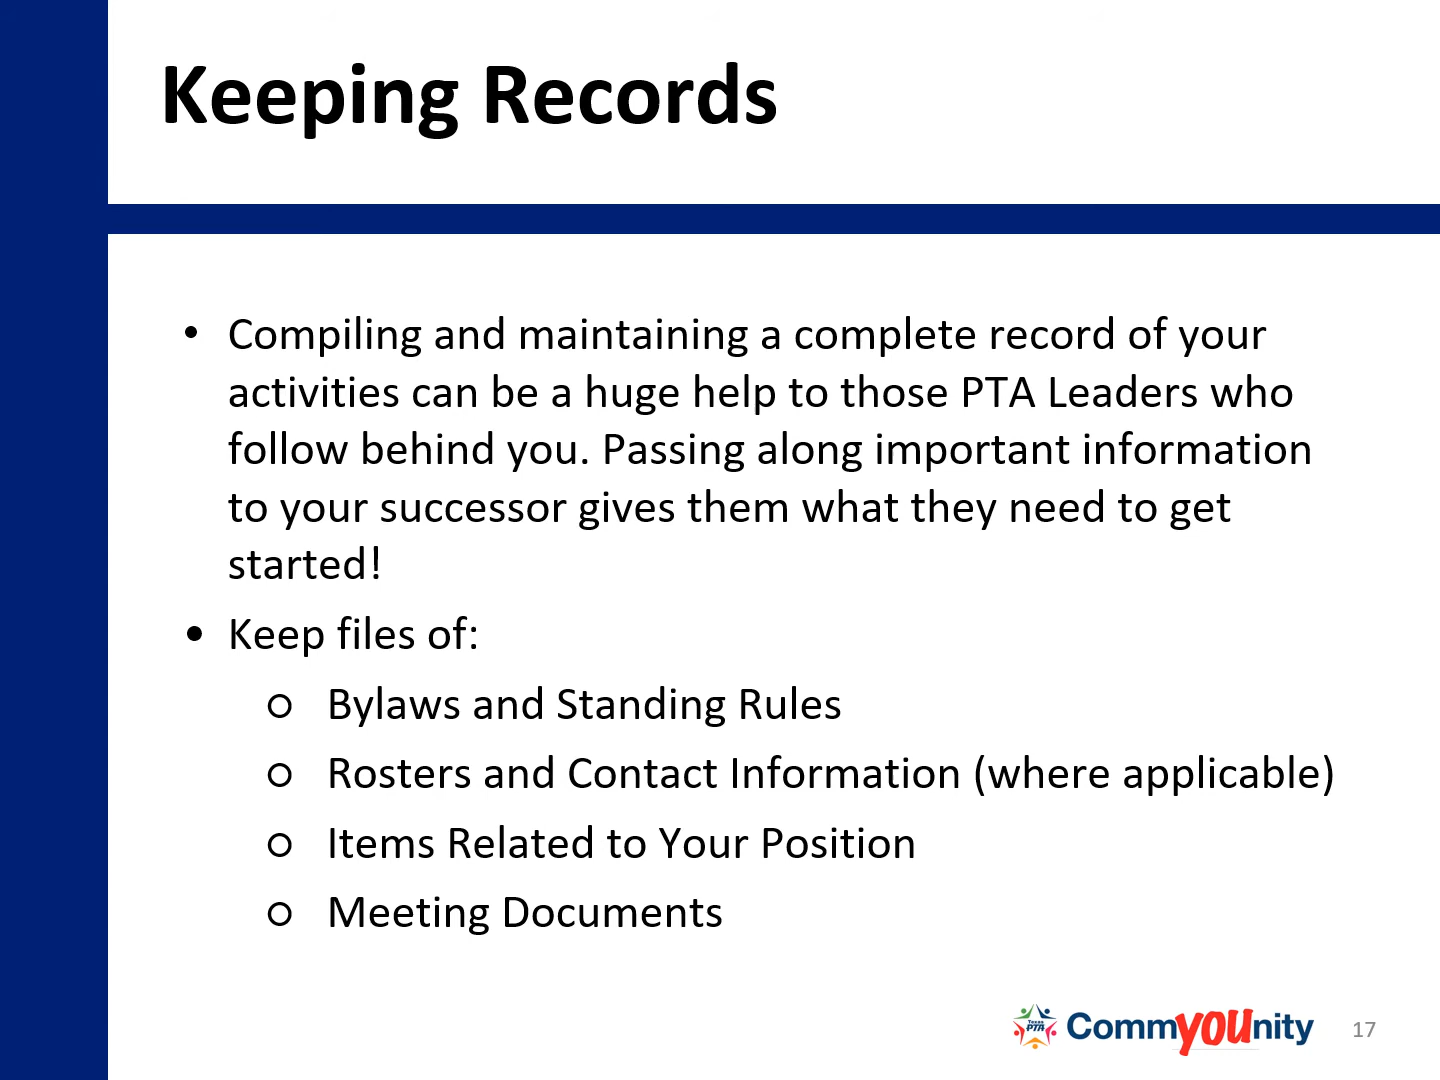 Keeping Records
• Compiling and maintaining a complete record of your
activities can be a huge help to those PTA Leaders who
follow behind you. Passing along important information
to your successor gives them what they need to get
started!
• Keep files of:
○ Bylaws and Standing Rules
○ Rosters and Contact Information (where applicable)
○ Items Related to Your Position
○ Meeting Documents
Texas
PTA
CommYOUnity
17